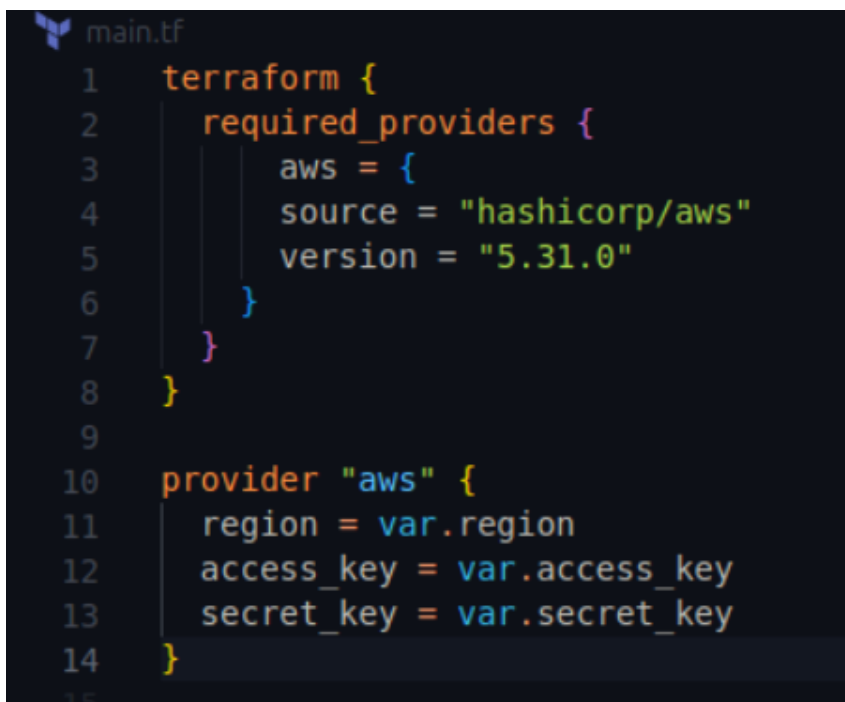 main.tf
1 terraform {
2 required_providers {
3 aws = {
4 source = "hashicorp/aws"
5 version = "5.31.0"
6 }
7 }
8 }
9
10 provider "aws" {
11 region = var.region
12 access_key = var.access_key
13 secret_key = var.secret_key
14 }
15